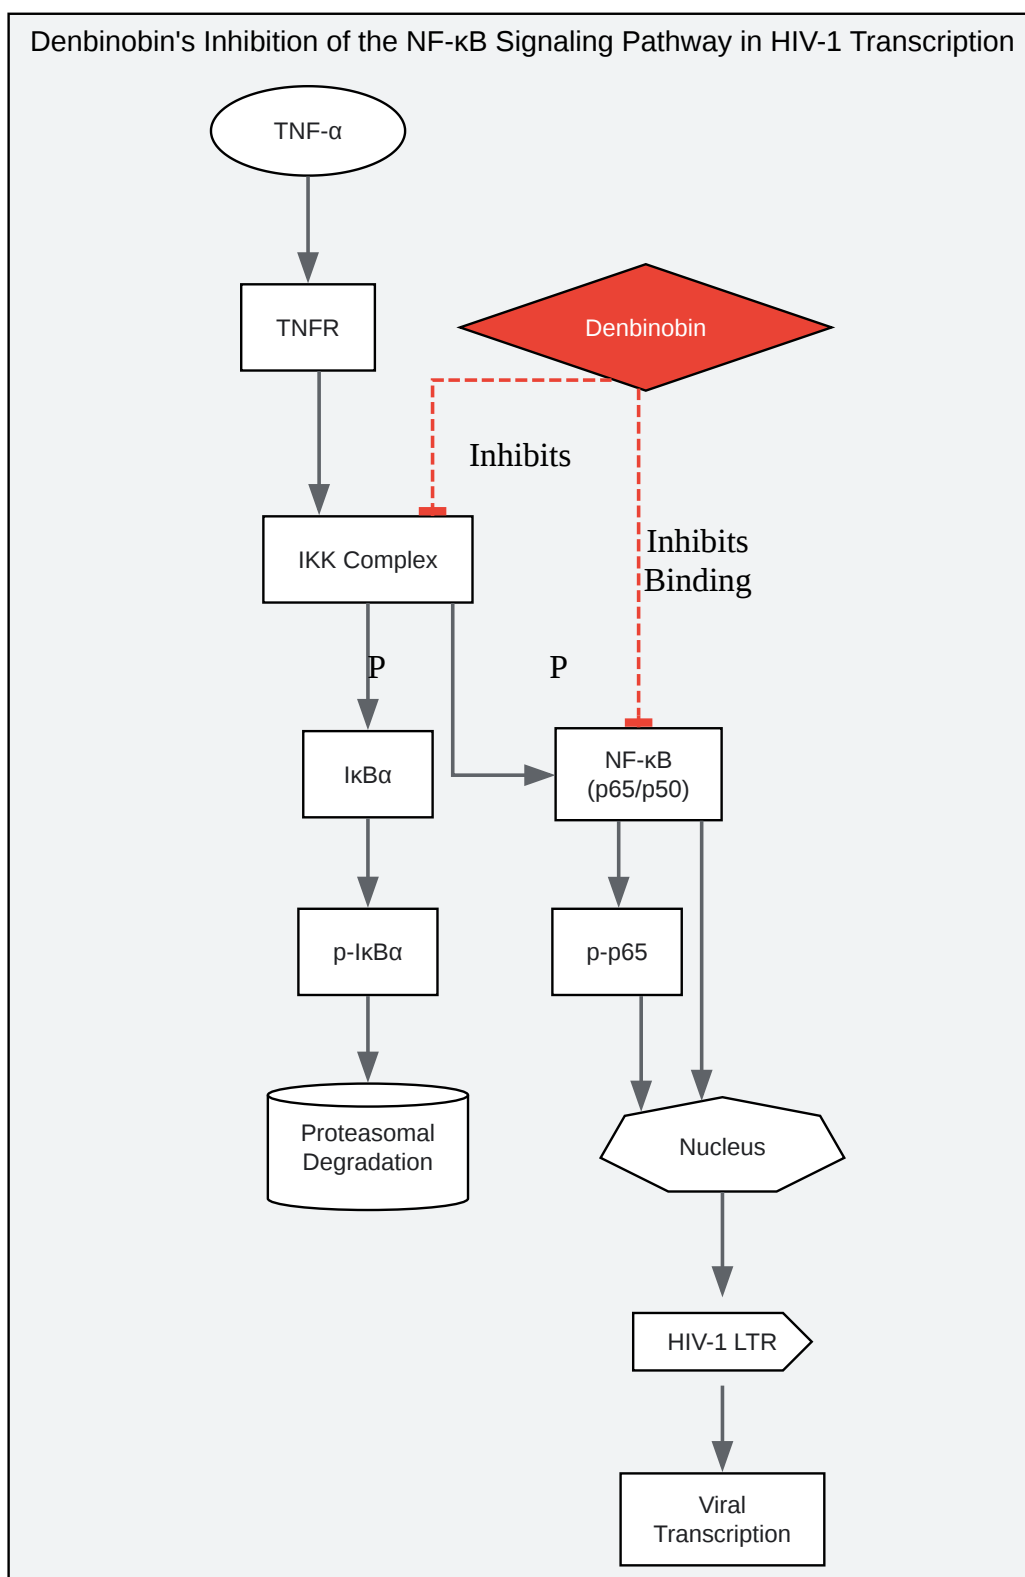 Denbinobin's Inhibition of the NF-κB Signaling Pathway in HIV-1 Transcription
TNF-α
TNFR
Denbinobin
Inhibits
IKK Complex
Inhibits
Binding
P
P
IκBα
NF-κB
(p65/p50)
p-IκBα
p-p65
Proteasomal
Degradation
Nucleus
HIV-1 LTR
Viral
Transcription